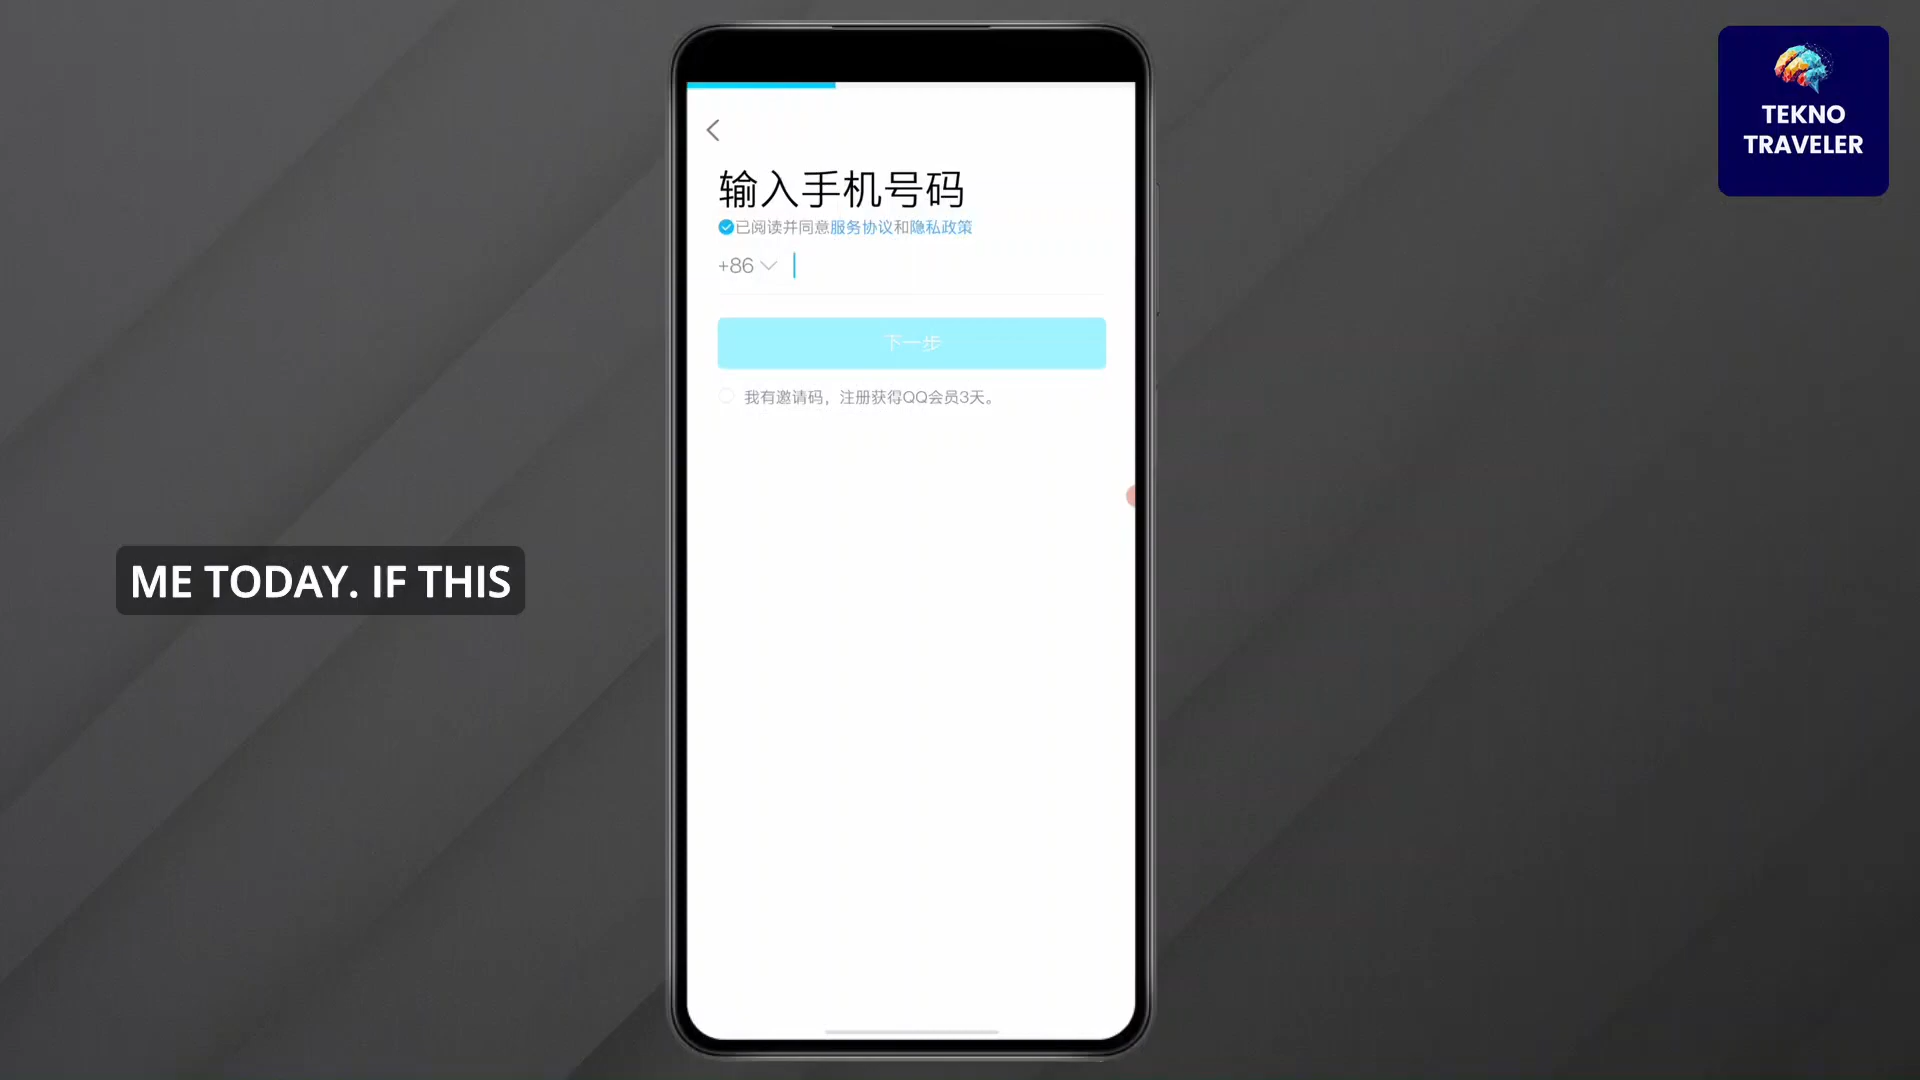 TEKNO
TRAVELER
输入手机号码
已阅读并同意服务协议和隐私政策
+86
下一步
我有邀请码，注册获得QQ会员3天。
ME TODAY. IF THIS